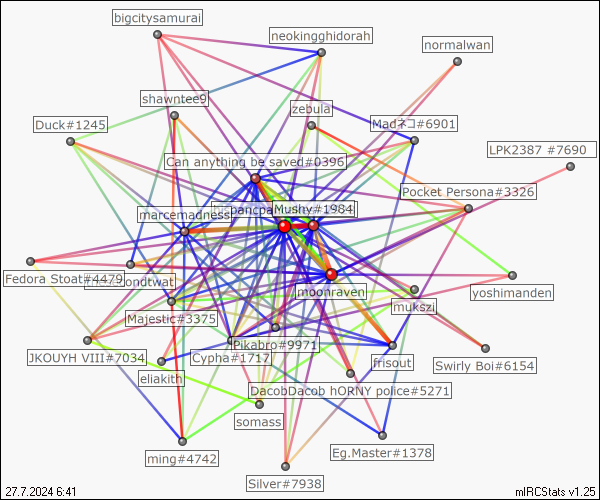 bigcitysamurai
neokingghidorah
normalwan
shawntee9
zebula
Duck#1245
Madネコ#6901
LPK2387 #7690
Can anything be saved#0396
Pocket Persona#3326
Mushy#1984
marcemadness
Fedora Stoat#4479
moonraven
yoshimanden
mukszi
Majestic#3375
Pikabro#9971
JKOUYH VIII#7034
Cypha#1717
frisout
Swirly Boi#6154
eliakith
DacobDacob hORNY police#5271
somass
ming#4742
Eg.Master#1378
Silver#7938
27.7.2024 6:41
mIRCStats v1.25